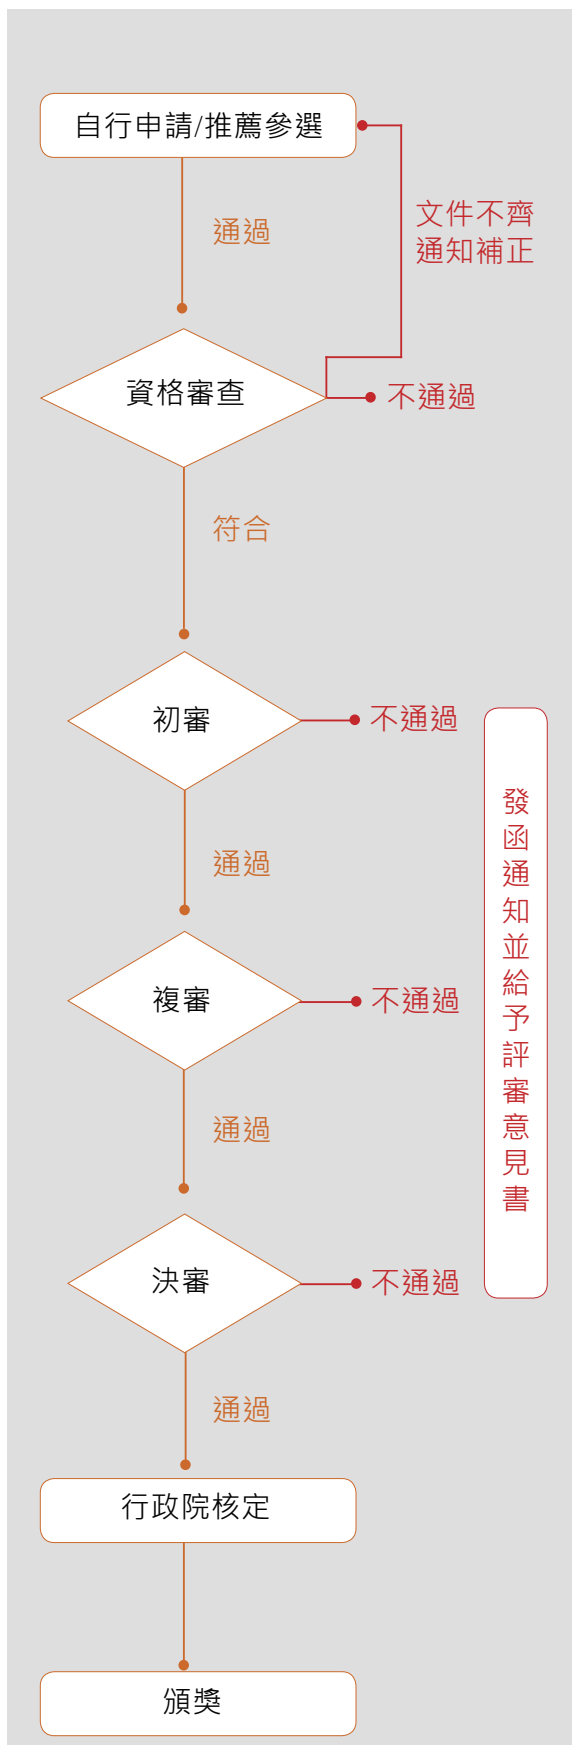 自行申請/推薦參選
文件不齊
通知補正
通過
資格審查
不通過
符合
初審
不通過
發函通知並給予評審意見書
通過
複審
不通過
通過
決審
不通過
通過
行政院核定
頒獎